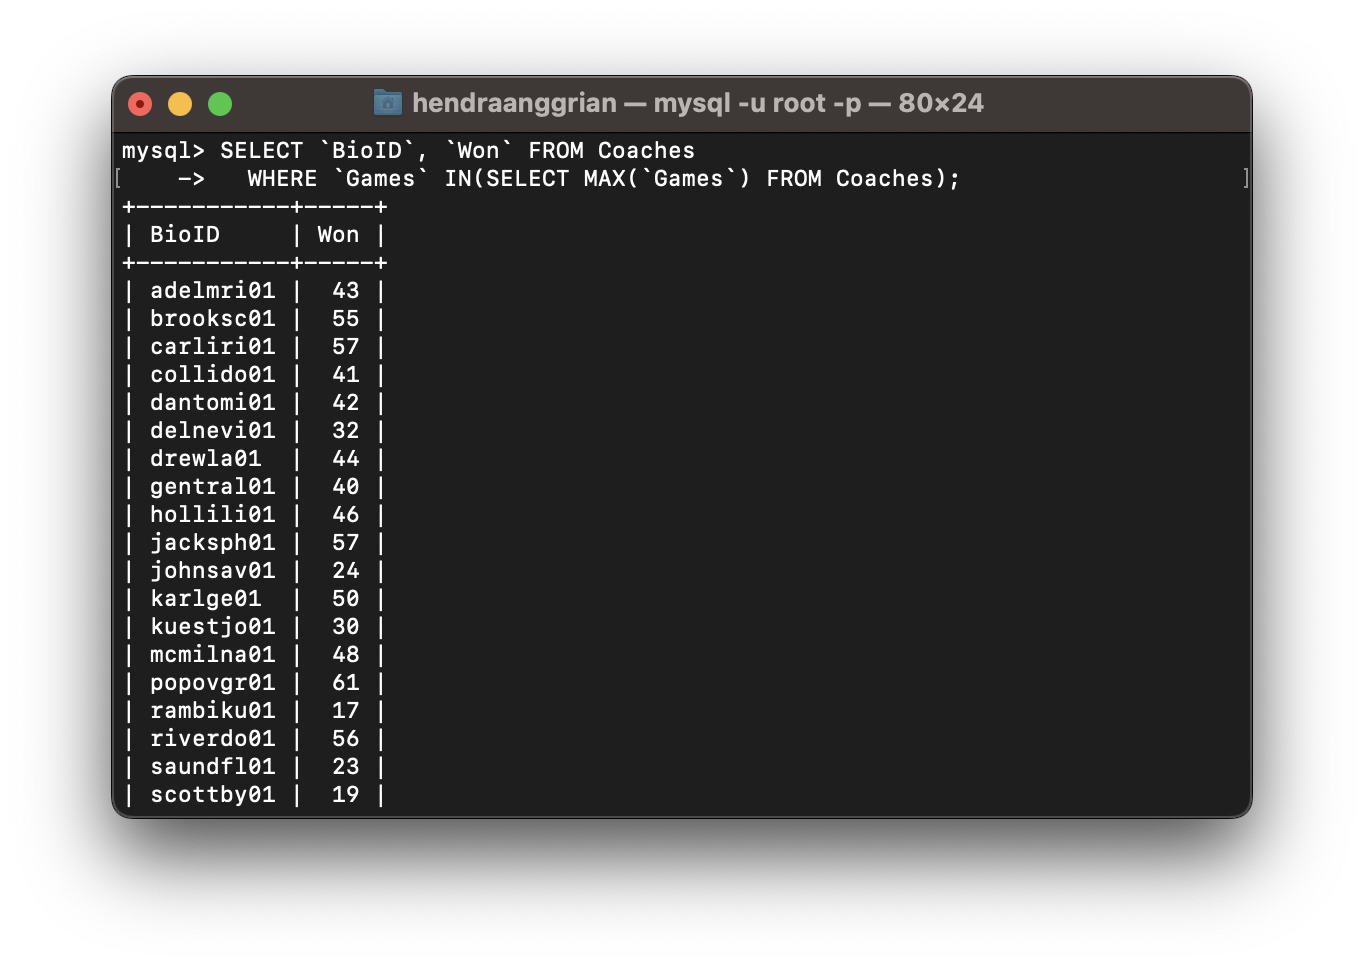 hendraanggrian — mysql -u root -p — 80×24
mysql> SELECT `BioID`, `Won` FROM Coaches
[    ->   WHERE `Games` IN(SELECT MAX(`Games`) FROM Coaches);                    ]
+-----------+-----+
| BioID     | Won |
+-----------+-----+
| adelmri01 |  43 |
| brooksc01 |  55 |
| carliri01 |  57 |
| collido01 |  41 |
| dantomi01 |  42 |
| delnevi01 |  32 |
| drewla01  |  44 |
| gentral01 |  40 |
| hollili01 |  46 |
| jacksph01 |  57 |
| johnsav01 |  24 |
| karlge01  |  50 |
| kuestjo01 |  30 |
| mcmilna01 |  48 |
| popovgr01 |  61 |
| rambiku01 |  17 |
| riverdo01 |  56 |
| saundfl01 |  23 |
| scottby01 |  19 |